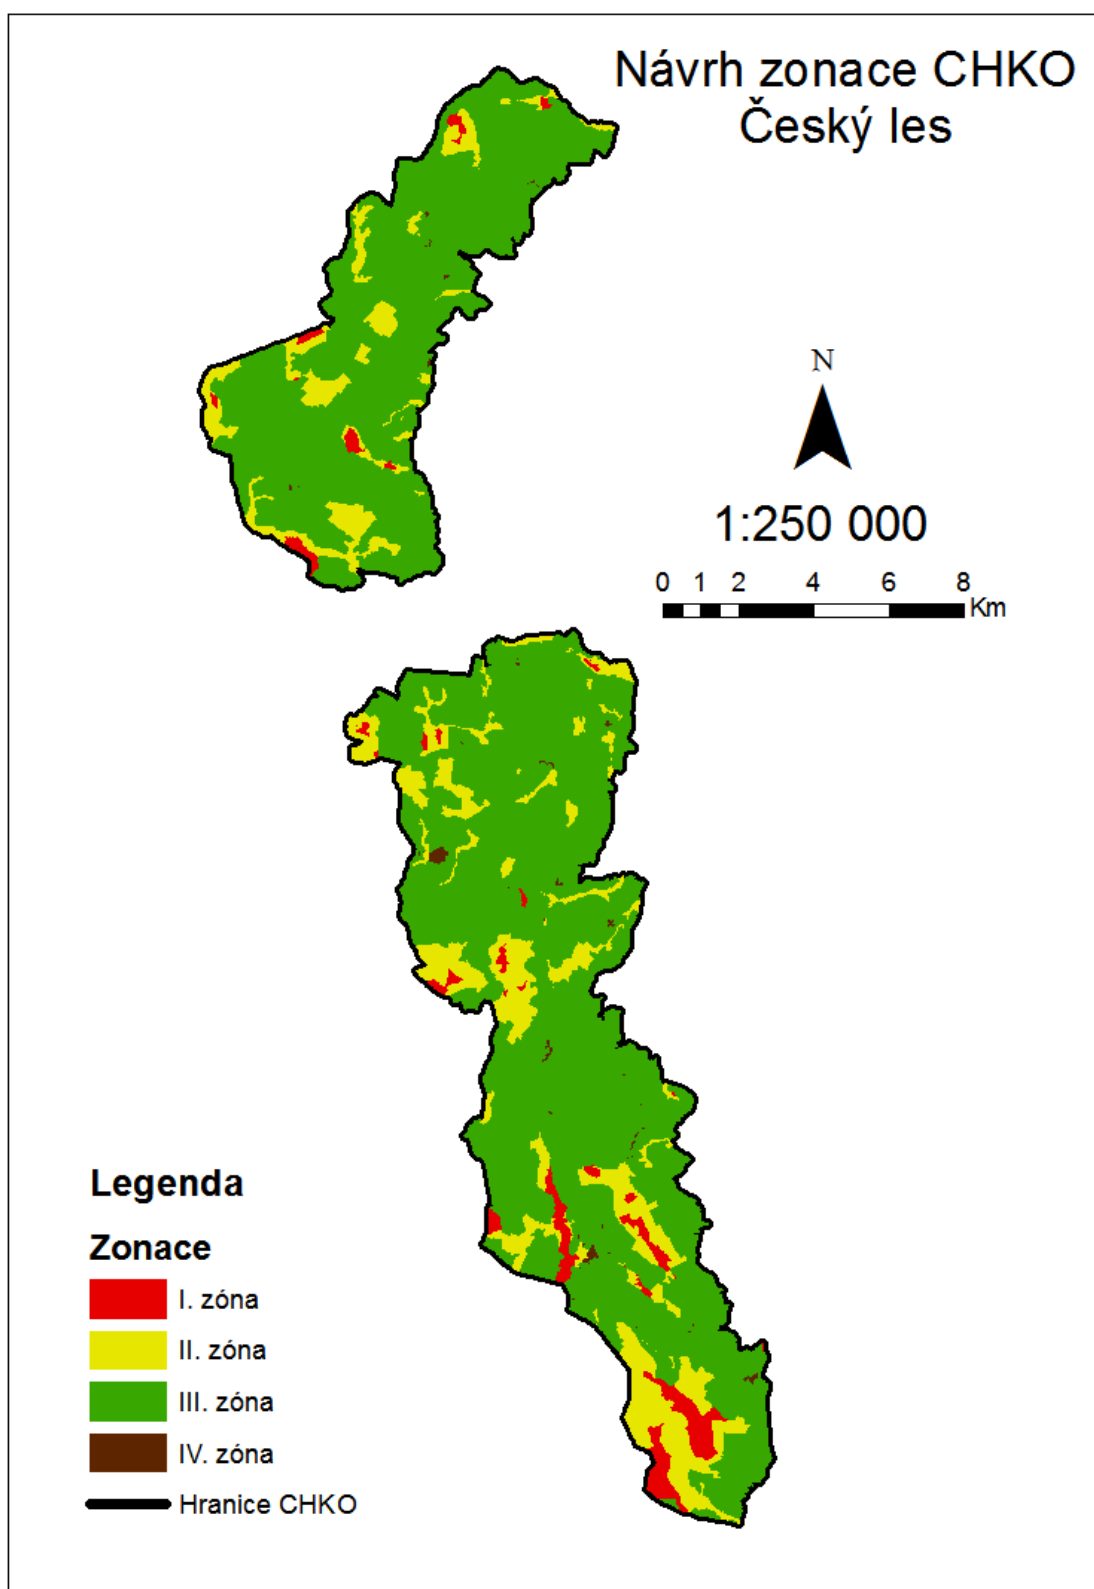 Návrh zonace CHKO
Český les
N
1:250 000
0 1 2 4 6 8
Km
Legenda
Zonace
I. zóna
II. zóna
III. zóna
IV. zóna
Hranice CHKO